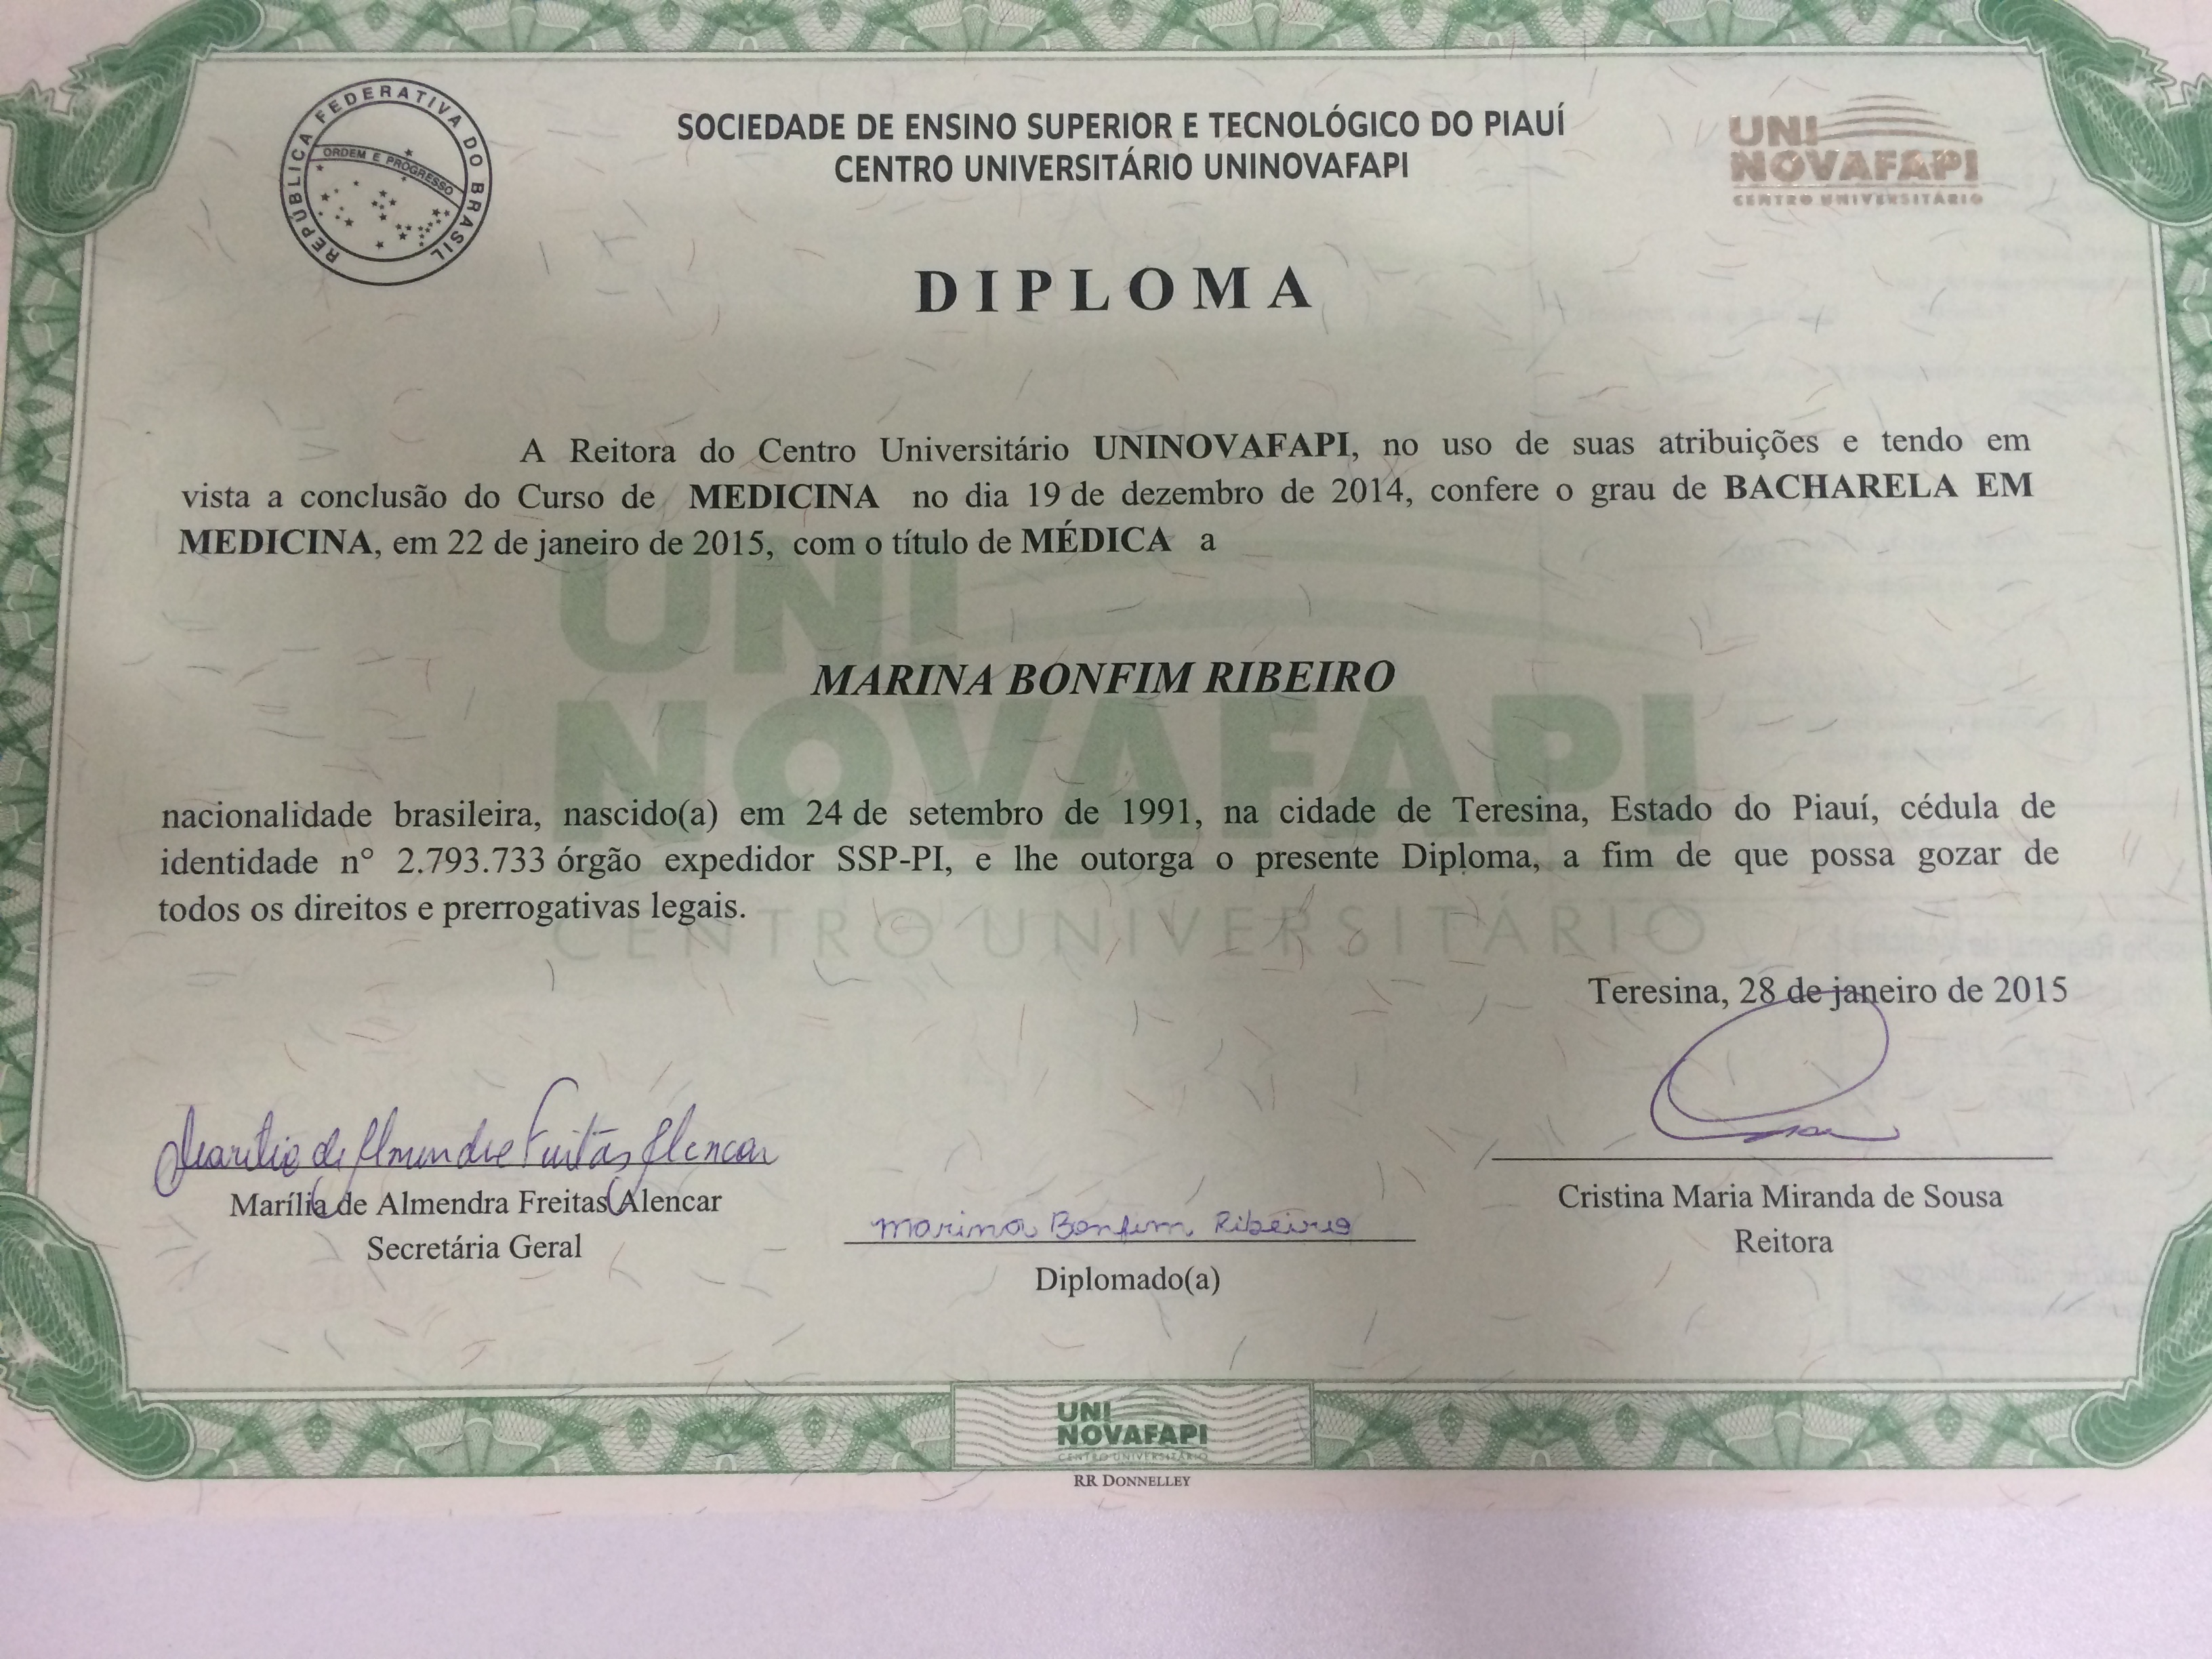 REPÚBLICA FEDERATIVA DO BRASIL
ORDEM E PROGRESSO
SOCIEDADE DE ENSINO SUPERIOR E TECNOLÓGICO DO PIAUÍ
CENTRO UNIVERSITÁRIO UNINOVAFAPI
UNI
NOVAFAPI
CENTRO UNIVERSITÁRIO
DIPLOMA
A Reitora do Centro Universitário UNINOVAFAPI, no uso de suas atribuições e tendo em
vista a conclusão do Curso de MEDICINA no dia 19 de dezembro de 2014, confere o grau de BACHARELA EM
MEDICINA, em 22 de janeiro de 2015, com o título de MÉDICA a
UNI
MARINA BONFIM RIBEIRO
NOVAFAPI
nacionalidade brasileira, nascido(a) em 24 de setembro de 1991, na cidade de Teresina, Estado do Piauí, cédula de
identidade nº 2.793.733 órgão expedidor SSP-PI, e lhe outorga o presente Diploma, a fim de que possa gozar de
todos os direitos e prerrogativas legais.
CENTRO UNIVERSITÁRIO
Teresina, 28 de janeiro de 2015
Marília de Almendra Freitas Alencar
Marília de Almendra Freitas Alencar
Secretária Geral
Marina Bonfim Ribeiro
Diplomado(a)
Cristina Maria Miranda de Sousa
Reitora
UNI
NOVAFAPI
CENTRO UNIVERSITÁRIO
RR DONNELLEY